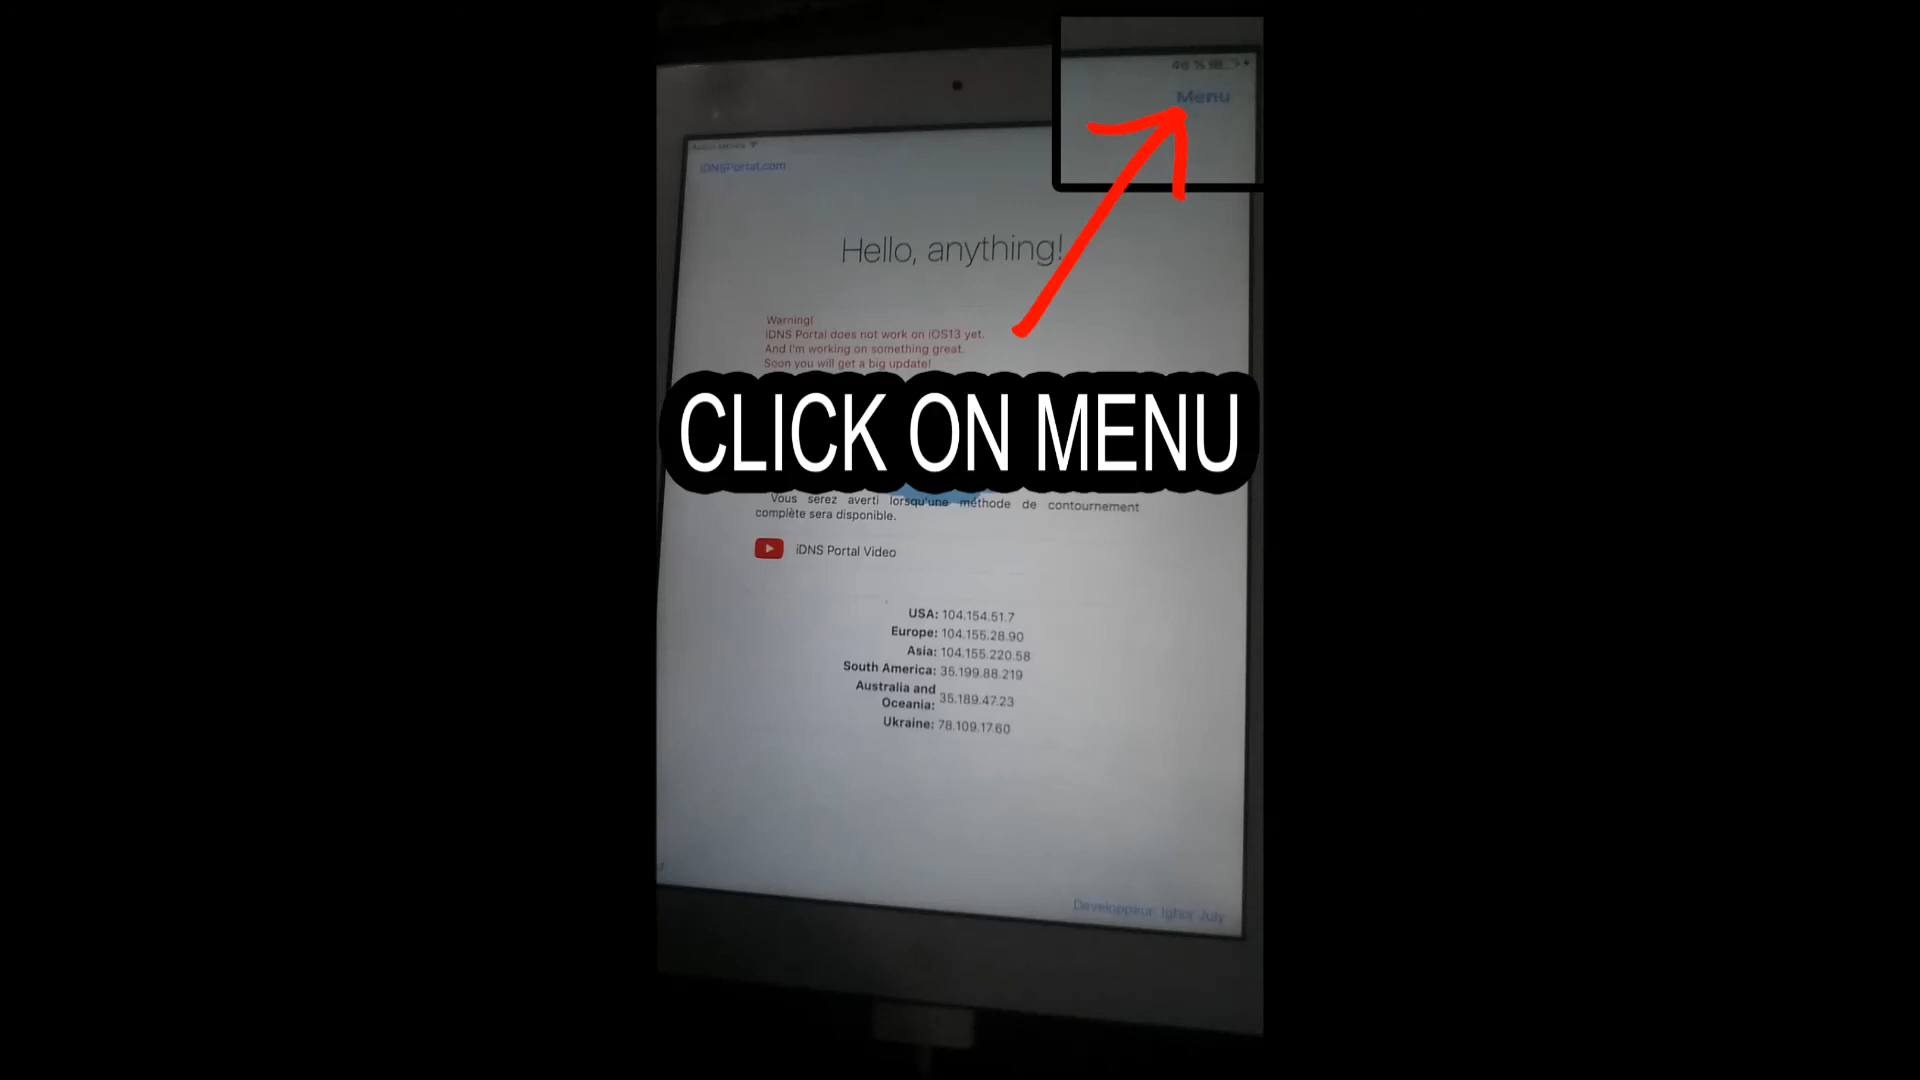 46 %
Menu
iDNSPortal.com
Hello, anything!
Warning!
iDNS Portal does not work on iOS13 yet.
And I'm working on something great.
Soon you will get a big update!
CLICK ON MENU
Vous serez averti lorsqu'une méthode de contournement
complète sera disponible.
iDNS Portal Video
USA: 104.154.51.7
Europe: 104.155.28.90
Asia: 104.155.220.58
South America: 35.199.88.219
Australia and
Oceania: 35.189.47.23
Ukraine: 78.109.17.60
Developpeur: Ighor July